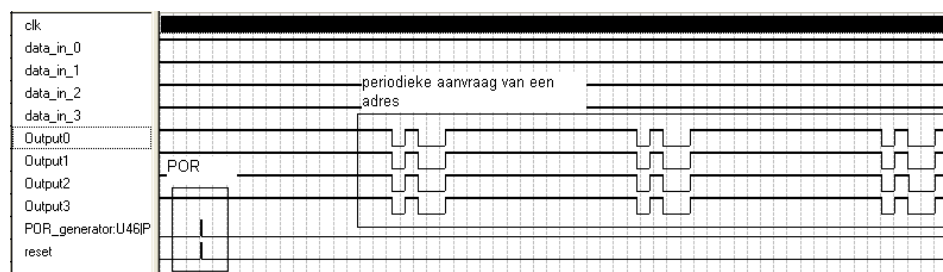 clk
data_in_0
data_in_1
data_in_2
data_in_3
Output0
Output1
Output2
Output3
POR_generator:U46|P
reset
periodieke aanvraag van een
adres
POR